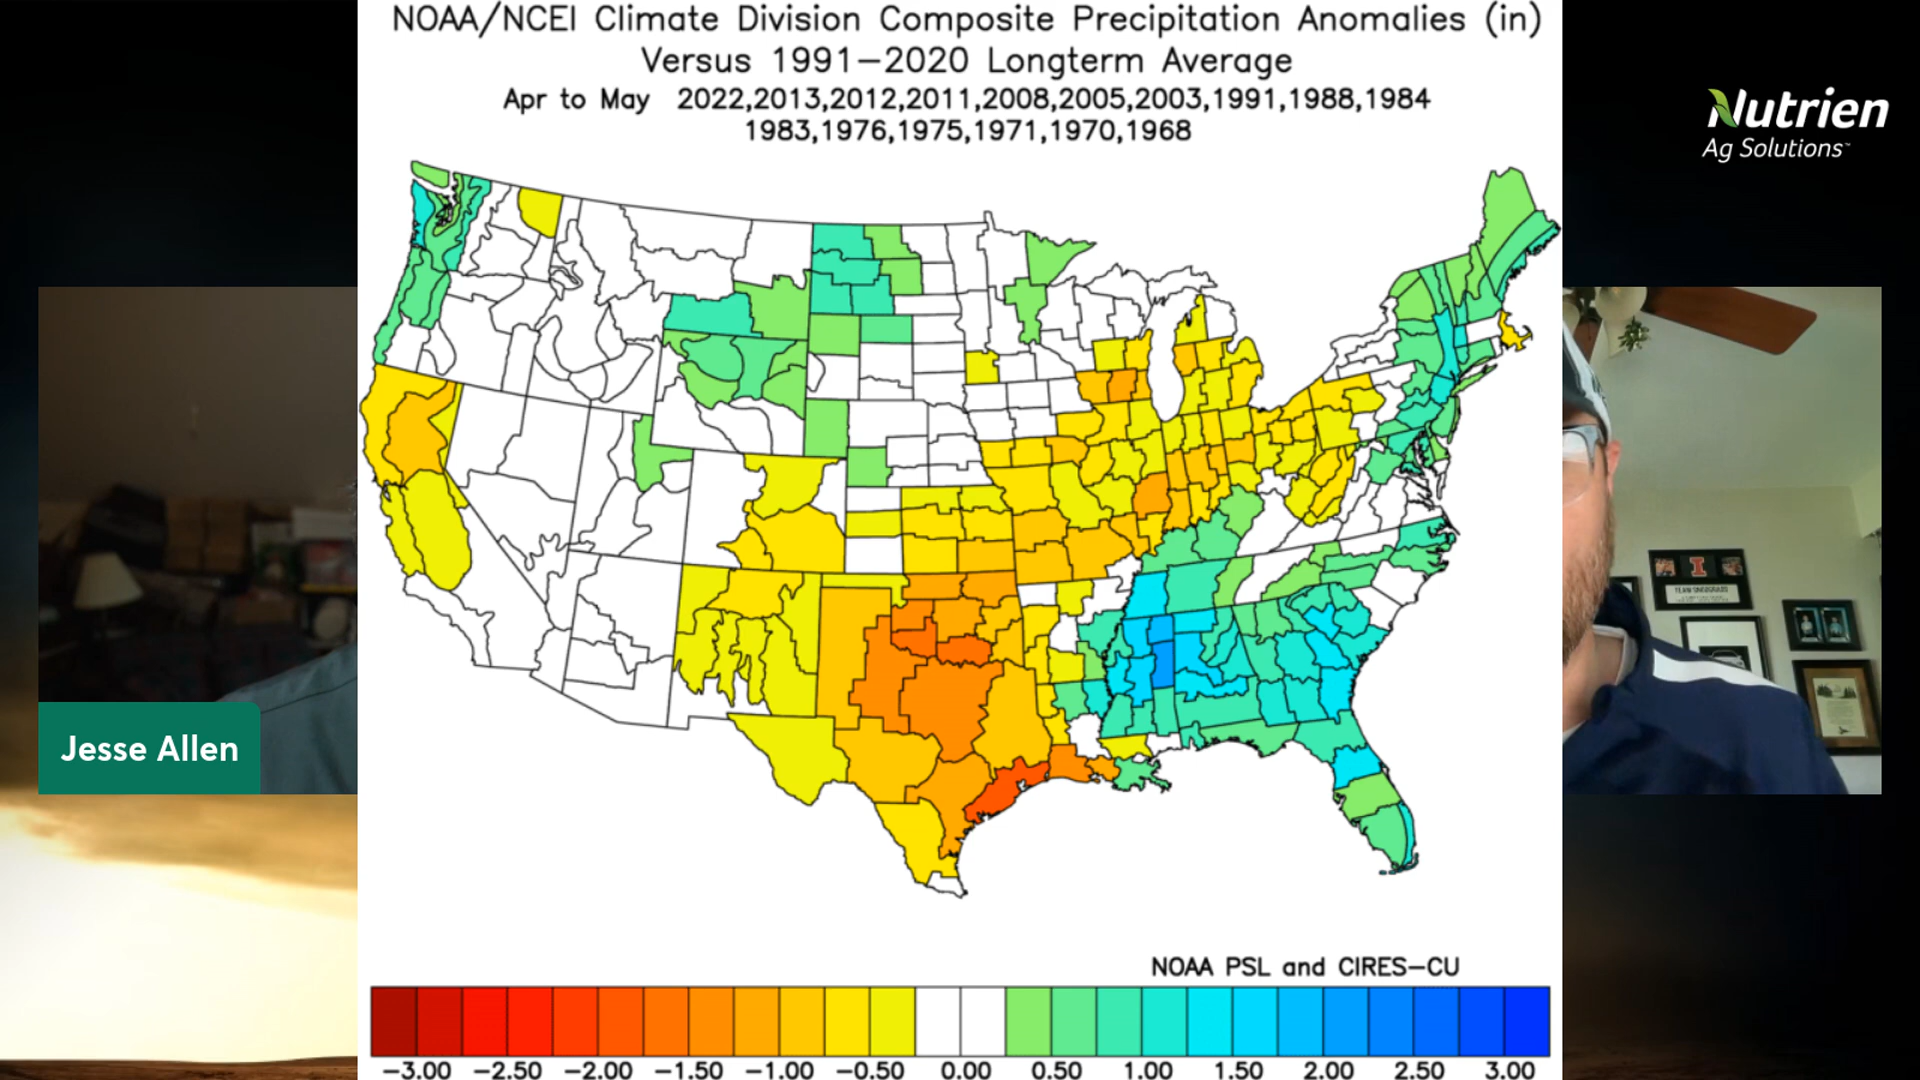 NOAA/NCEI Climate Division Composite Precipitation Anomalies (in)
Versus 1991-2020 Longterm Average
Apr to May 2022,2013,2012,2011,2008,2005,2003,1991,1988,1984
1983,1976,1975,1971,1970,1968
Nutrien
Ag Solutions™
I
Jesse Allen
NOAA PSL and CIRES-CU
-3.00 -2.50 -2.00 -1.50 -1.00 -0.50 0.00 0.50 1.00 1.50 2.00 2.50 3.00